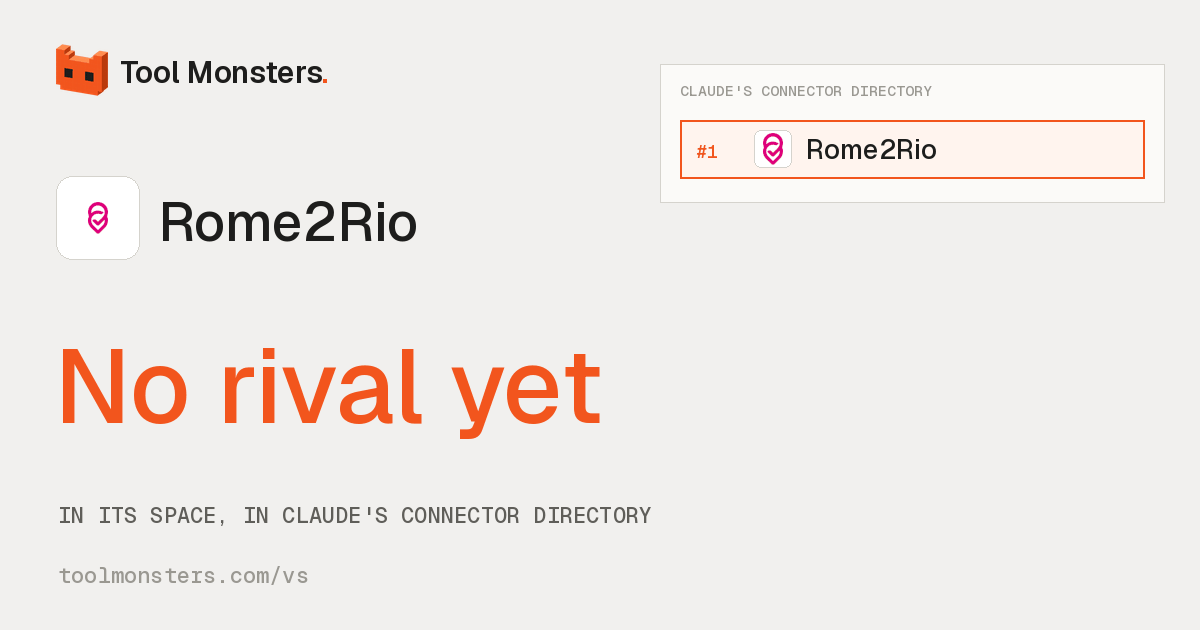 Tool Monsters.
CLAUDE'S CONNECTOR DIRECTORY
#1 Rome2Rio
Rome2Rio
No rival yet
IN ITS SPACE, IN CLAUDE'S CONNECTOR DIRECTORY
toolmonsters.com/vs